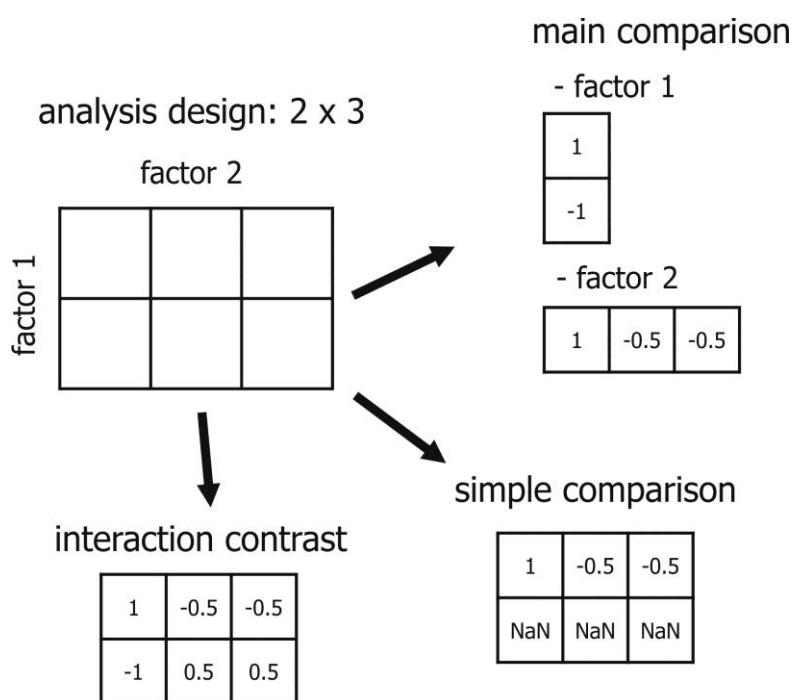 analysis design: 2 x 3
factor 2
factor 1
main comparison
- factor 1
1
-1
- factor 2
1 -0.5 -0.5
simple comparison
1 -0.5 -0.5
NaN NaN NaN
interaction contrast
1 -0.5 -0.5
-1 0.5 0.5